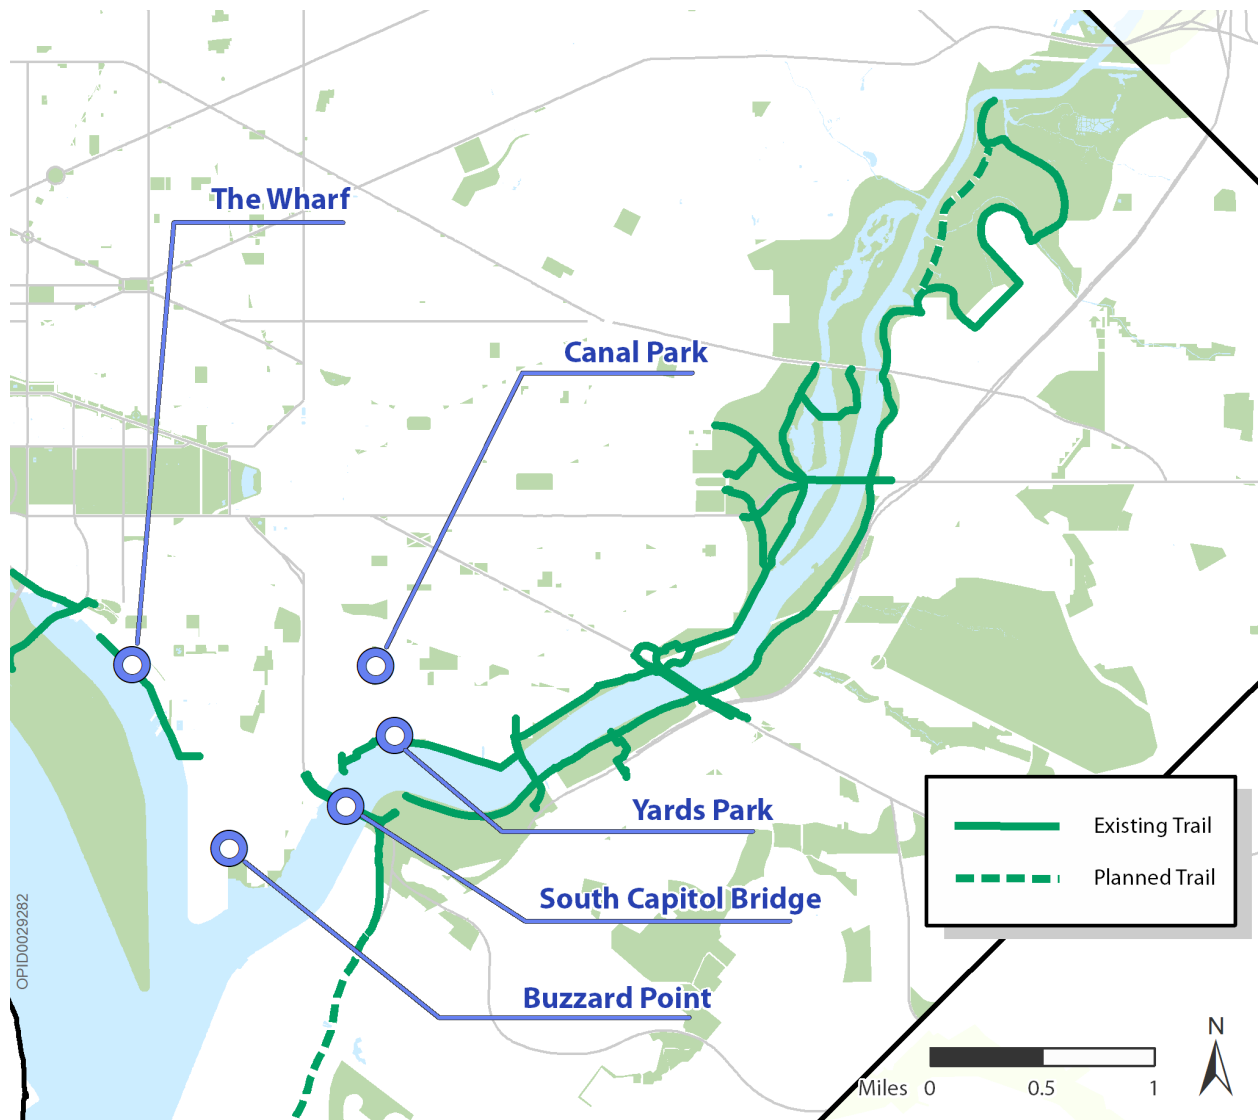 The Wharf
Canal Park
Yards Park
South Capitol Bridge
Buzzard Point
Existing Trail
Planned Trail
OPID0029282
N
Miles 0 0.5 1